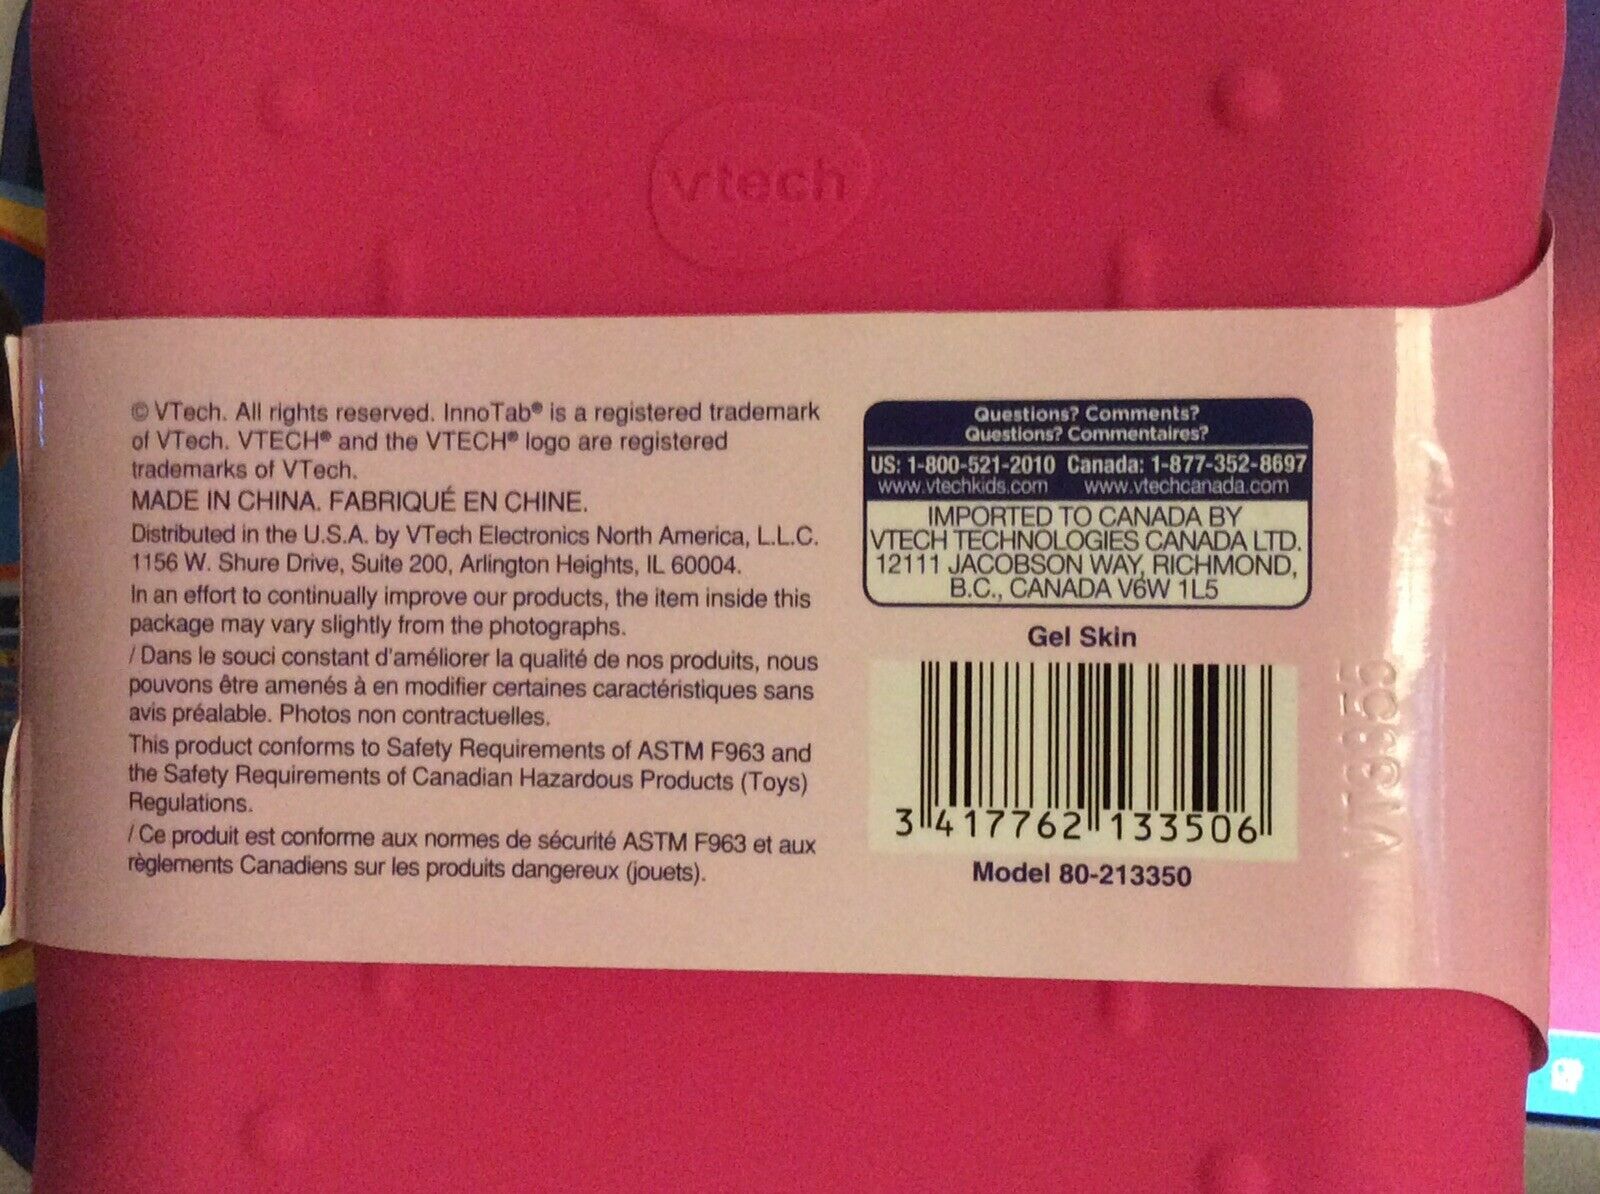 vtech
© VTech. All rights reserved. InnoTab® is a registered trademark
of VTech. VTECH® and the VTECH® logo are registered
trademarks of VTech.
MADE IN CHINA. FABRIQUÉ EN CHINE.
Distributed in the U.S.A. by VTech Electronics North America, L.L.C.
1156 W. Shure Drive, Suite 200, Arlington Heights, IL 60004.
In an effort to continually improve our products, the item inside this
package may vary slightly from the photographs.
/ Dans le souci constant d'améliorer la qualité de nos produits, nous
pouvons être amenés à en modifier certaines caractéristiques sans
avis préalable. Photos non contractuelles.
This product conforms to Safety Requirements of ASTM F963 and
the Safety Requirements of Canadian Hazardous Products (Toys)
Regulations.
/ Ce produit est conforme aux normes de sécurité ASTM F963 et aux
règlements Canadiens sur les produits dangereux (jouets).
Questions? Comments?
Questions? Commentaires?
US: 1-800-521-2010 Canada: 1-877-352-8697
www.vtechkids.com www.vtechcanada.com
IMPORTED TO CANADA BY
VTECH TECHNOLOGIES CANADA LTD.
12111 JACOBSON WAY, RICHMOND,
B.C., CANADA V6W 1L5
Gel Skin
3 417762 133506
Model 80-213350